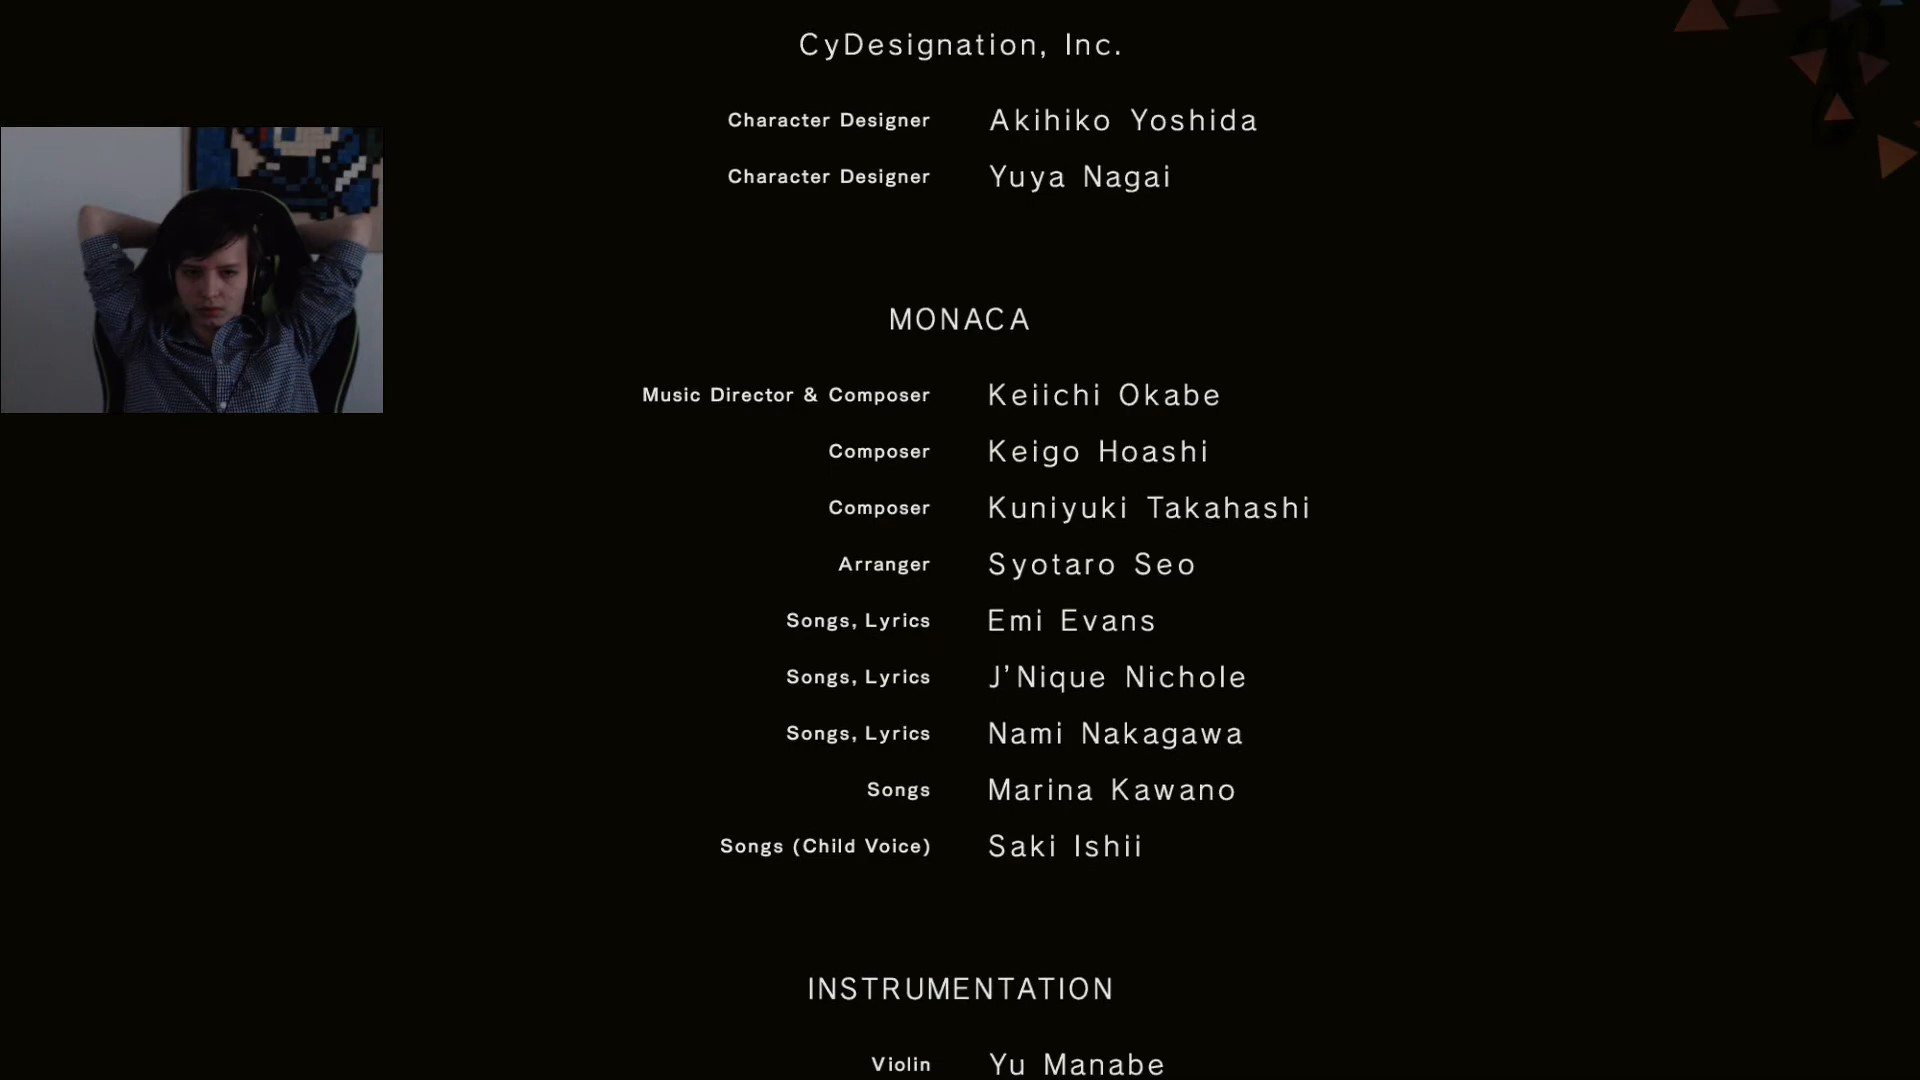 CyDesignation, Inc.
Character Designer Akihiko Yoshida
Character Designer Yuya Nagai
MONACA
Music Director & Composer Keiichi Okabe
Composer Keigo Hoashi
Composer Kuniyuki Takahashi
Arranger Syotaro Seo
Songs, Lyrics Emi Evans
Songs, Lyrics J’Nique Nichole
Songs, Lyrics Nami Nakagawa
Songs Marina Kawano
Songs (Child Voice) Saki Ishii
INSTRUMENTATION
Violin Yu Manabe